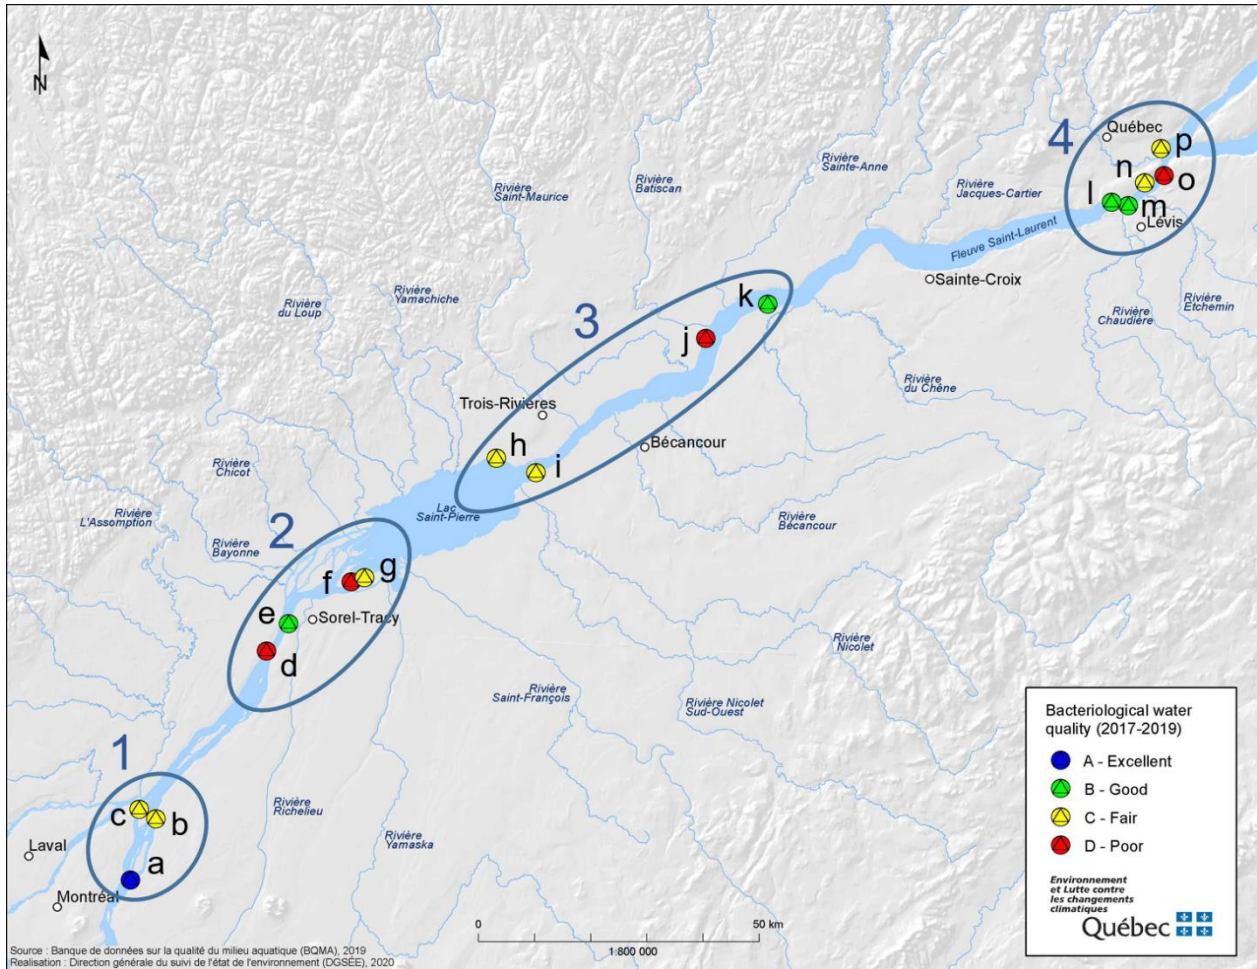 N
Québec
4
p
n
o
l
m
Lévis
Rivière
Sainte-Anne
Rivière
Jacques-Cartier
Rivière
Batiscan
Rivière
Saint-Maurice
Fleuve Saint-Laurent
Sainte-Croix
Rivière
Etchemin
Rivière
Chaudière
Rivière
Yamachiche
Rivière
du Loup
3
k
j
Rivière
du Chêne
Trois-Rivières
h
i
Bécancour
Rivière
Chicot
Rivière
L'Assomption
Lac
Saint-Pierre
Rivière
Bécancour
2
Rivière
Bayonne
f
g
e
Sorel-Tracy
d
Rivière
Nicolet
Rivière
Saint-François
Rivière Nicolet
Sud-Ouest
1
c
b
a
Laval
Montréal
Rivière
Richelieu
Rivière
Yamaska
Bacteriological water
quality (2017-2019)
A - Excellent
B - Good
C - Fair
D - Poor
Environnement
et Lutte contre
les changements
climatiques
Québec
0
50 km
1:800 000
Source : Banque de données sur la qualité du milieu aquatique (BQMA), 2019
Realisation : Direction générale du suivi de l'état de l'environnement (DGSÉE), 2020